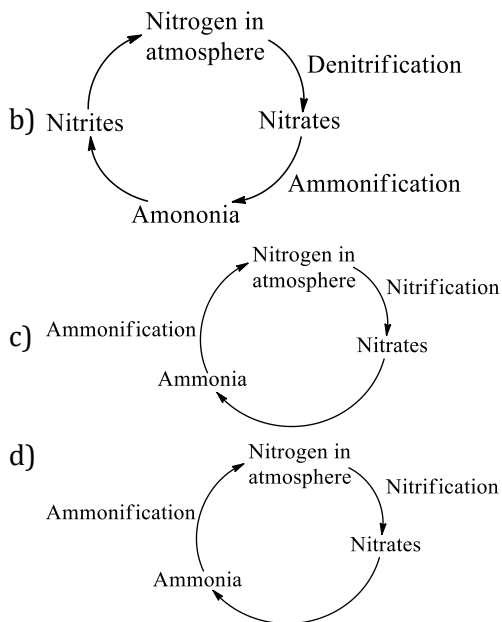 Nitrogen in
atmosphere
Denitrification
b)
Nitrites
Nitrates
Ammonification
Amononia
Nitrogen in
atmosphere
Nitrification
Ammonification
c)
Nitrates
Ammonia
d)
Nitrogen in
atmosphere
Nitrification
Ammonification
Nitrates
Ammonia